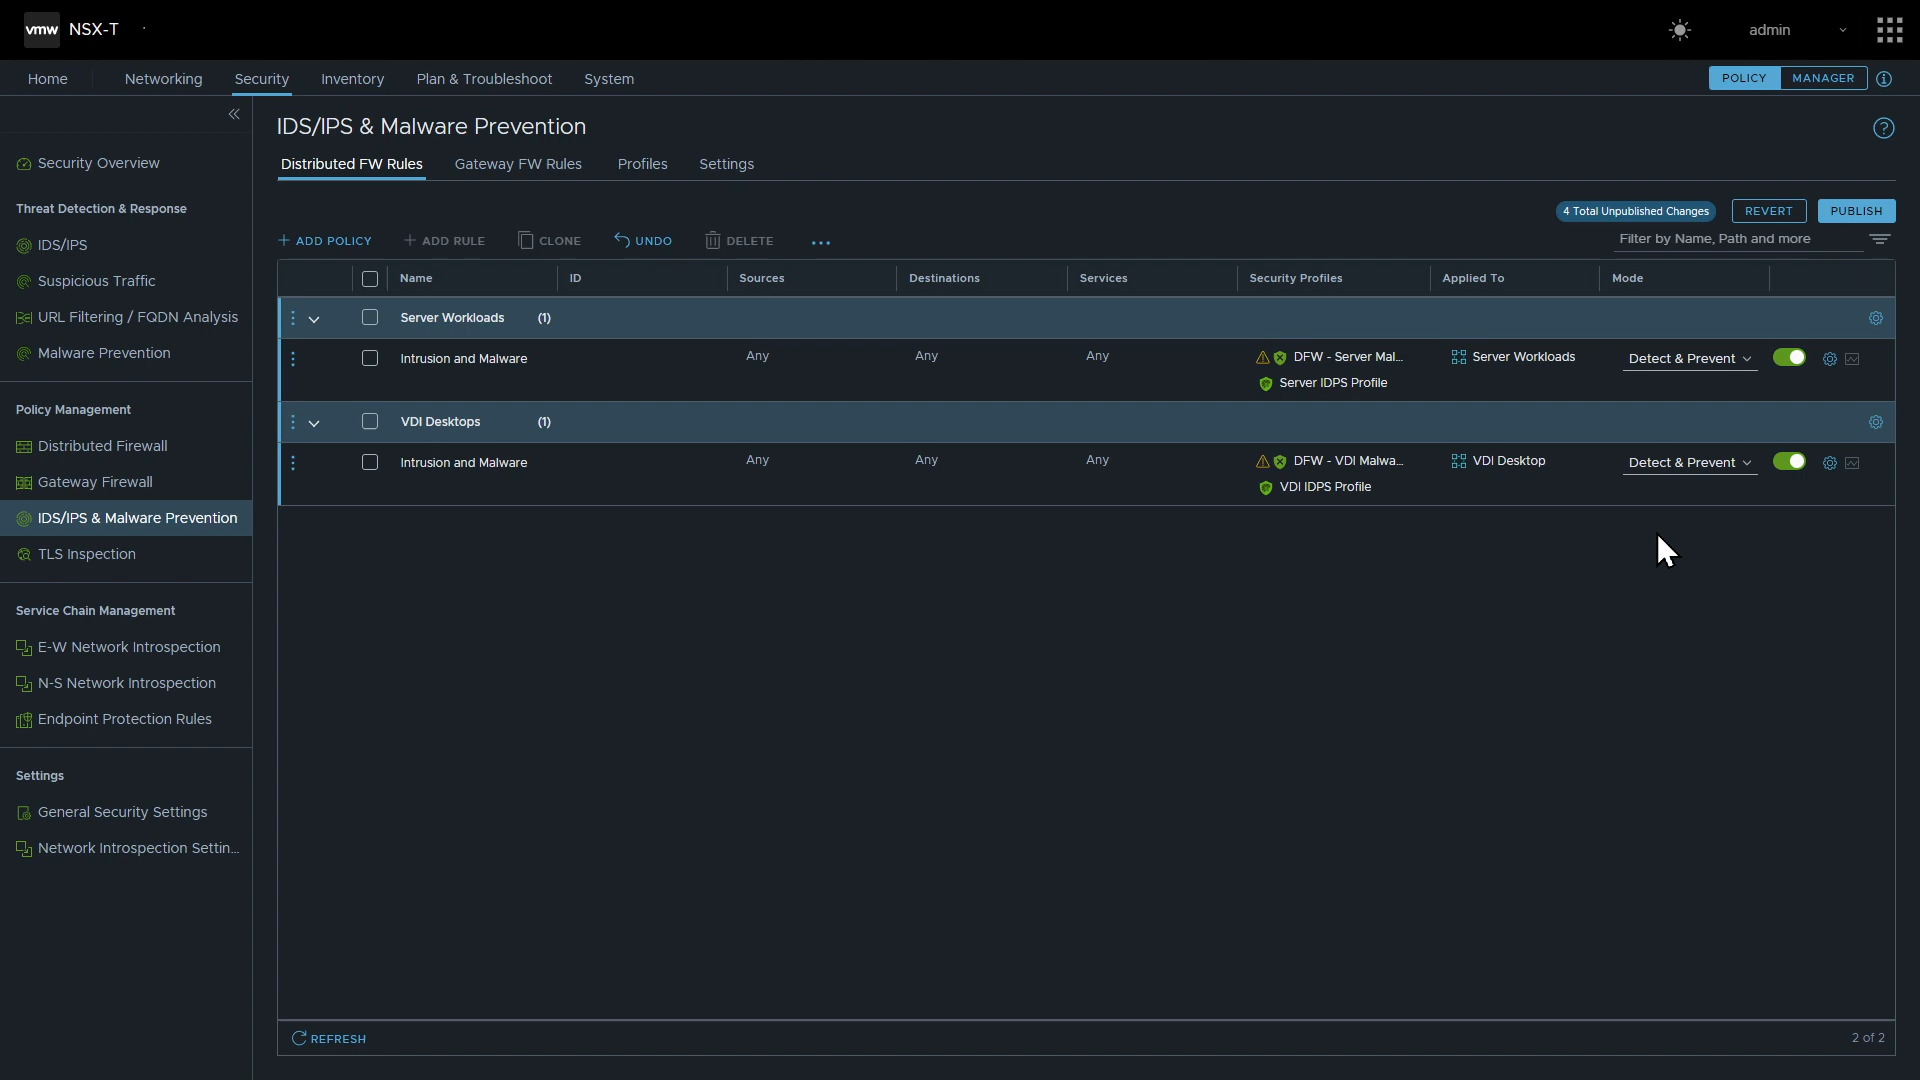 vmw NSX-T
admin
Home Networking Security Inventory Plan & Troubleshoot System
POLICY MANAGER
Security Overview
Threat Detection & Response
IDS/IPS
Suspicious Traffic
URL Filtering / FQDN Analysis
Malware Prevention
Policy Management
Distributed Firewall
Gateway Firewall
IDS/IPS & Malware Prevention
TLS Inspection
Service Chain Management
E-W Network Introspection
N-S Network Introspection
Endpoint Protection Rules
Settings
General Security Settings
Network Introspection Settin...
IDS/IPS & Malware Prevention
Distributed FW Rules Gateway FW Rules Profiles Settings
4 Total Unpublished Changes REVERT PUBLISH
ADD POLICY ADD RULE CLONE UNDO DELETE ...
Filter by Name, Path and more
Name ID Sources Destinations Services Security Profiles Applied To Mode
Server Workloads (1)
Intrusion and Malware Any Any Any DFW - Server Mal... Server Workloads Detect & Prevent
Server IDPS Profile
VDI Desktops (1)
Intrusion and Malware Any Any Any DFW - VDI Malwa... VDI Desktop Detect & Prevent
VDI IDPS Profile
REFRESH 2 of 2